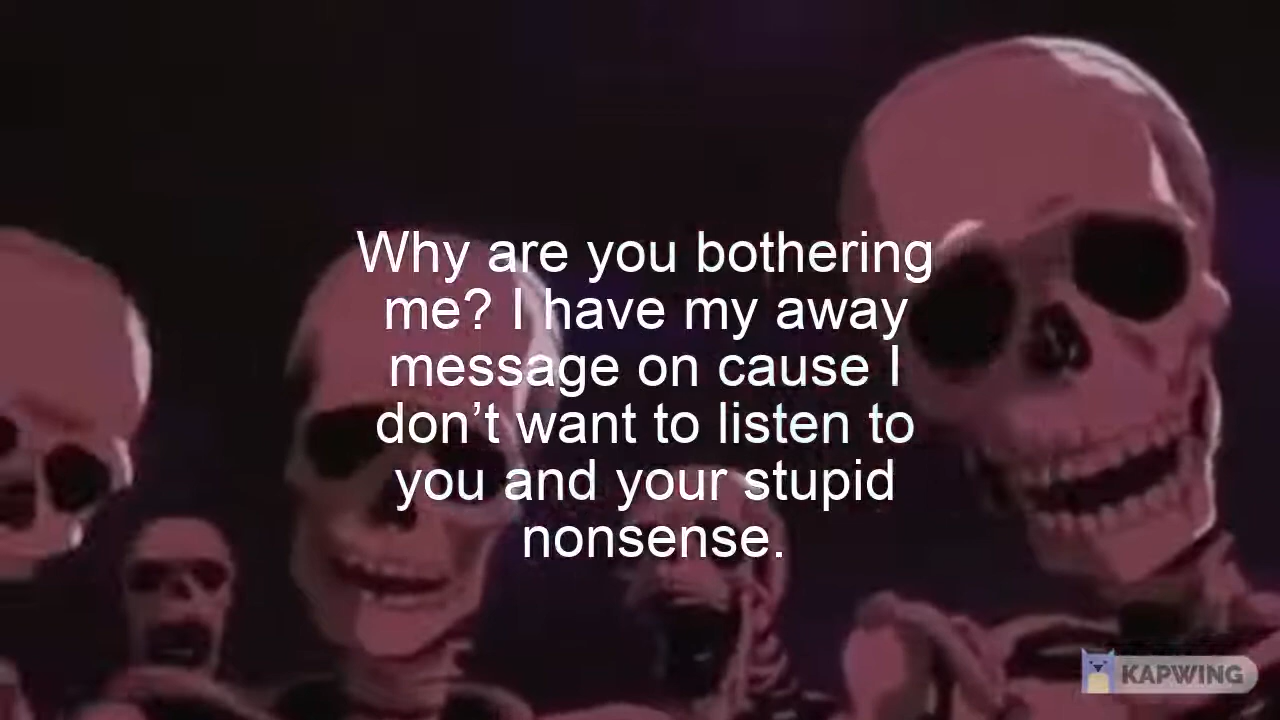 Why are you bothering
me? I have my away
message on cause I
don’t want to listen to
you and your stupid
nonsense.
KAPWING